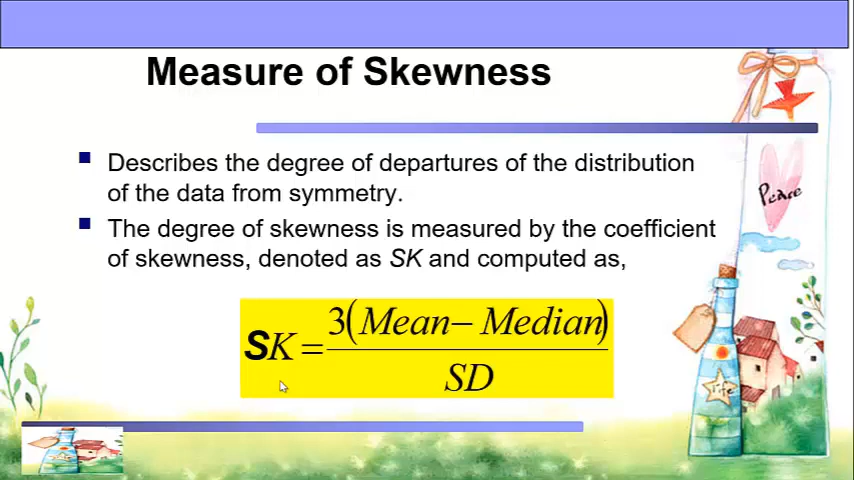 Measure of Skewness
Describes the degree of departures of the distribution
of the data from symmetry.
The degree of skewness is measured by the coefficient
of skewness, denoted as SK and computed as,
SK = 3(Mean − Median) / SD
Peace
life